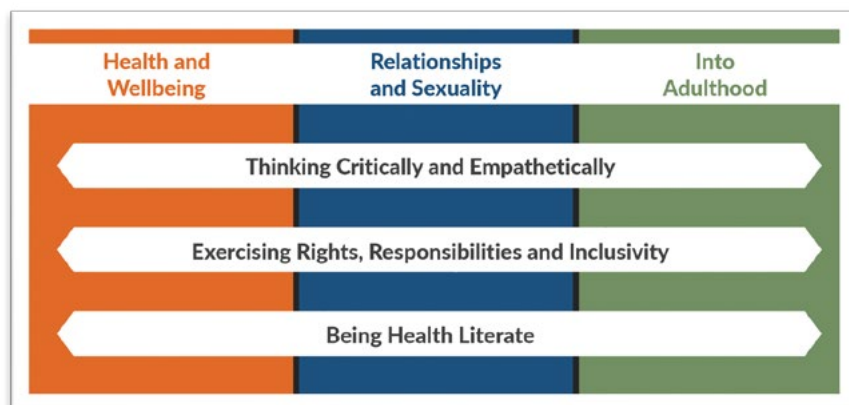 Health and
Wellbeing
Relationships
and Sexuality
Into
Adulthood
Thinking Critically and Empathetically
Exercising Rights, Responsibilities and Inclusivity
Being Health Literate